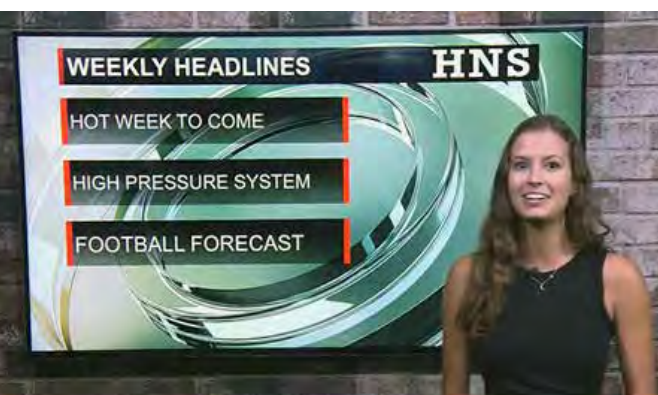 WEEKLY HEADLINES HNS
HOT WEEK TO COME
HIGH PRESSURE SYSTEM
FOOTBALL FORECAST